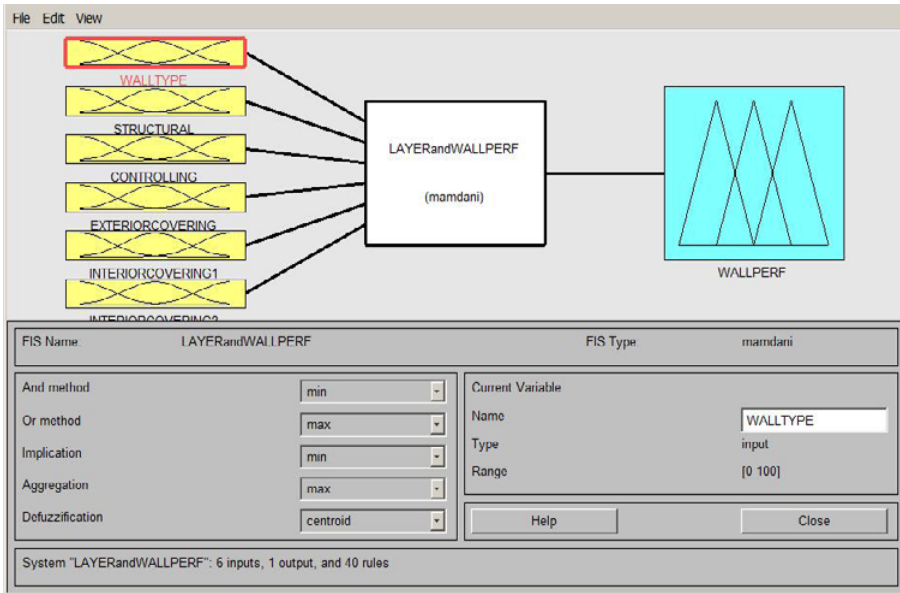 File Edit View
WALLTYPE
STRUCTURAL
CONTROLLING
EXTERIORCOVERING
INTERIORCOVERING1
INTERIORCOVERING2
LAYERandWALLPERF
(mamdani)
WALLPERF
FIS Name: LAYERandWALLPERF FIS Type: mamdani
And method min
Or method max
Implication min
Aggregation max
Defuzzification centroid
Current Variable
Name WALLTYPE
Type input
Range [0 100]
Help Close
System "LAYERandWALLPERF": 6 inputs, 1 output, and 40 rules